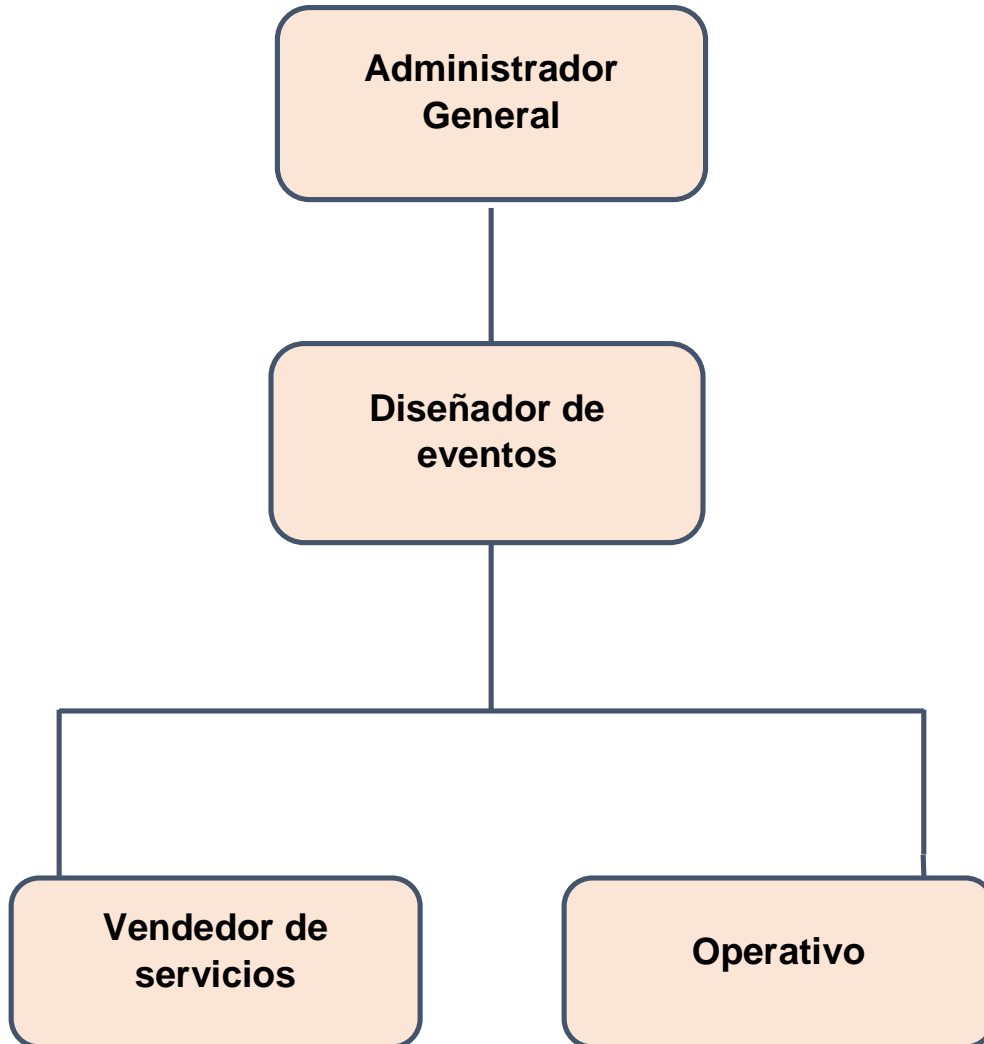 Administrador
General
Diseñador de
eventos
Vendedor de
servicios
Operativo